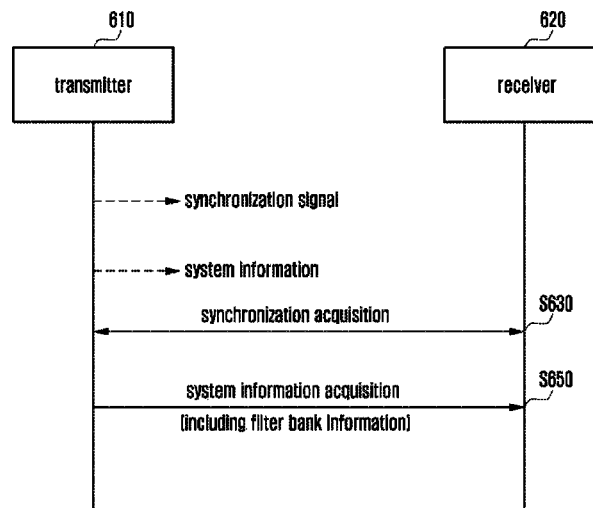 610
620
transmitter
receiver
synchronization signal
system information
synchronization acquisition
S630
system information acquisition
S650
(including filter bank information)